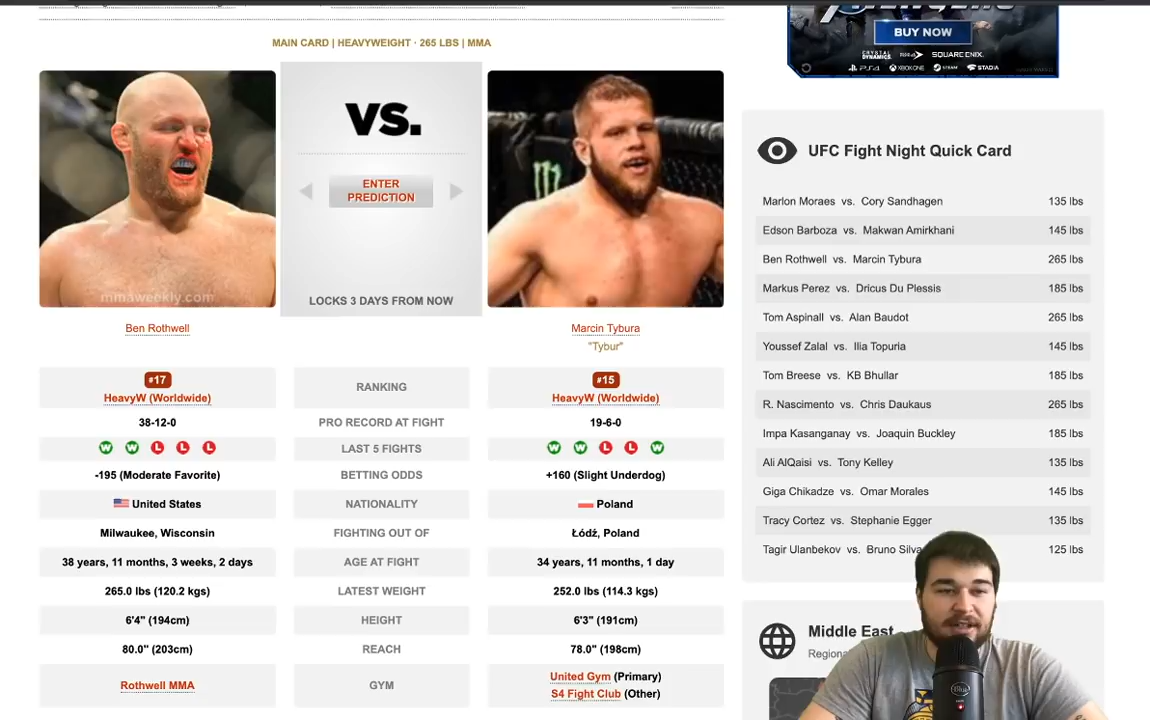 BUY NOW
CRYSTAL DYNAMICS SQUARE ENIX
PS4 XBOX ONE STEAM STADIA
MAIN CARD | HEAVYWEIGHT · 265 LBS | MMA
VS.
ENTER
PREDICTION
LOCKS 3 DAYS FROM NOW
mmaweekly.com
Ben Rothwell
Marcin Tybura
"Tybur"
#17
HeavyW (Worldwide)
RANKING
#15
HeavyW (Worldwide)
38-12-0 PRO RECORD AT FIGHT 19-6-0
W W L L L LAST 5 FIGHTS W W L L W
-195 (Moderate Favorite) BETTING ODDS +160 (Slight Underdog)
United States NATIONALITY Poland
Milwaukee, Wisconsin FIGHTING OUT OF Łódź, Poland
38 years, 11 months, 3 weeks, 2 days AGE AT FIGHT 34 years, 11 months, 1 day
265.0 lbs (120.2 kgs) LATEST WEIGHT 252.0 lbs (114.3 kgs)
6'4" (194cm) HEIGHT 6'3" (191cm)
80.0" (203cm) REACH 78.0" (198cm)
Rothwell MMA GYM United Gym (Primary)
S4 Fight Club (Other)
UFC Fight Night Quick Card
Marlon Moraes vs. Cory Sandhagen 135 lbs
Edson Barboza vs. Makwan Amirkhani 145 lbs
Ben Rothwell vs. Marcin Tybura 265 lbs
Markus Perez vs. Dricus Du Plessis 185 lbs
Tom Aspinall vs. Alan Baudot 265 lbs
Youssef Zalal vs. Ilia Topuria 145 lbs
Tom Breese vs. KB Bhullar 185 lbs
R. Nascimento vs. Chris Daukaus 265 lbs
Impa Kasanganay vs. Joaquin Buckley 185 lbs
Ali AlQaisi vs. Tony Kelley 135 lbs
Giga Chikadze vs. Omar Morales 145 lbs
Tracy Cortez vs. Stephanie Egger 135 lbs
Tagir Ulanbekov vs. Bruno Silva 125 lbs
Middle East
Regiona